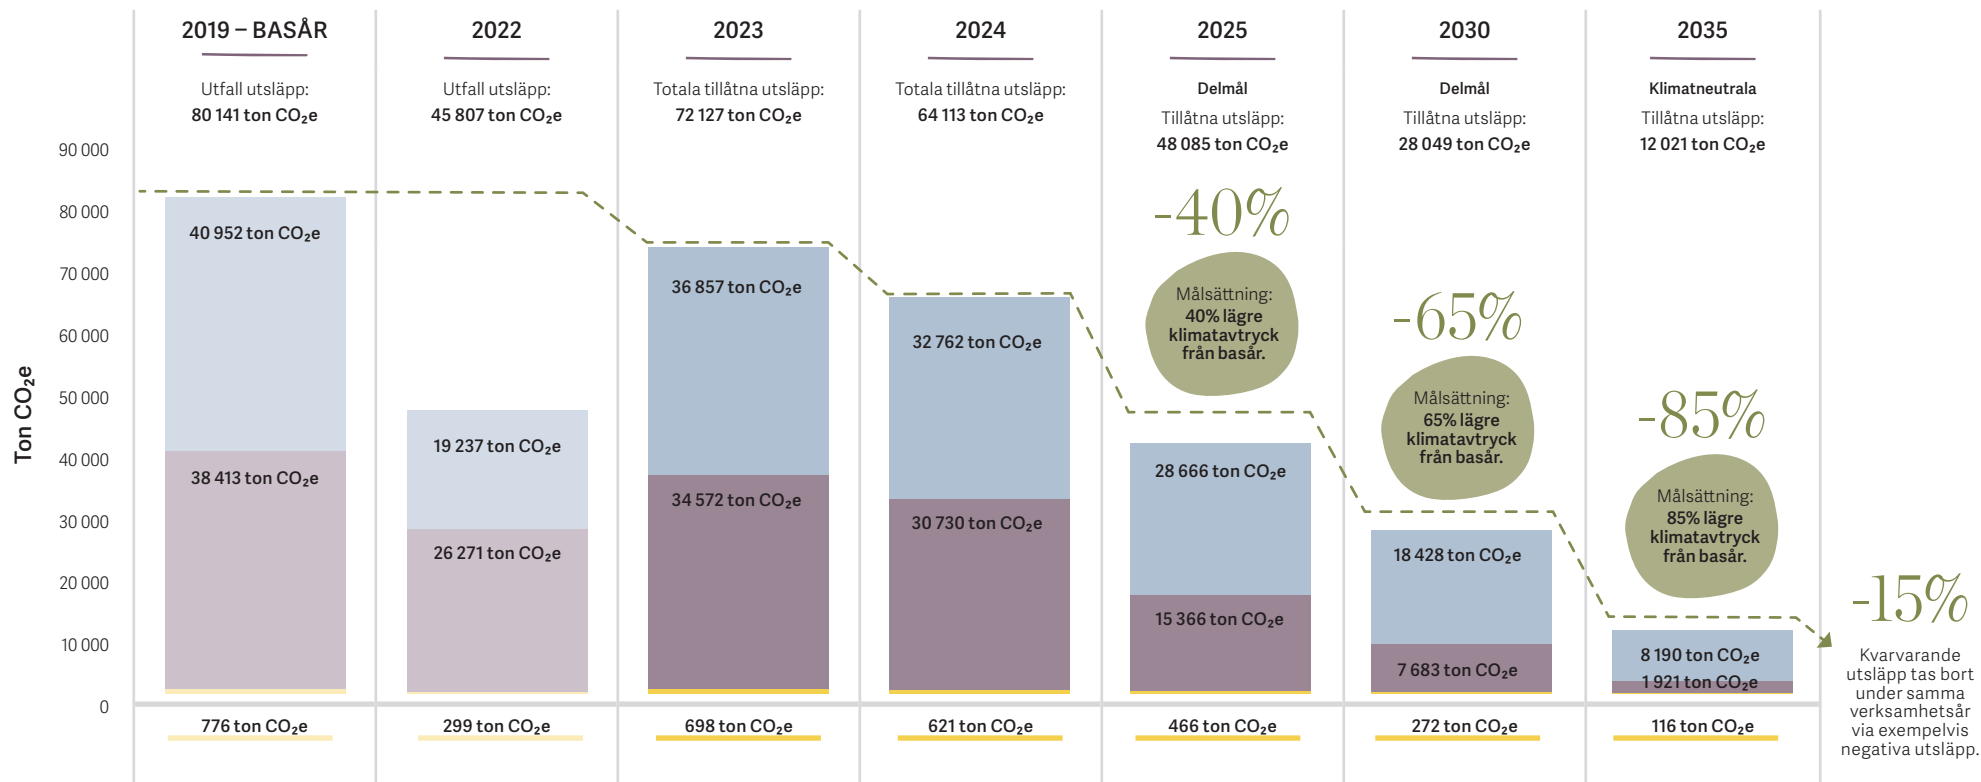 2019 – BASÅR
Utfall utsläpp:
80 141 ton CO₂e
2022
Utfall utsläpp:
45 807 ton CO₂e
2023
Totala tillåtna utsläpp:
72 127 ton CO₂e
2024
Totala tillåtna utsläpp:
64 113 ton CO₂e
2025
Delmål
Tillåtna utsläpp:
48 085 ton CO₂e
2030
Delmål
Tillåtna utsläpp:
28 049 ton CO₂e
2035
Klimatneutrala
Tillåtna utsläpp:
12 021 ton CO₂e
Ton CO₂e
90 000
80 000
70 000
60 000
50 000
40 000
30 000
20 000
10 000
0
40 952 ton CO₂e
38 413 ton CO₂e
776 ton CO₂e
19 237 ton CO₂e
26 271 ton CO₂e
299 ton CO₂e
36 857 ton CO₂e
34 572 ton CO₂e
698 ton CO₂e
32 762 ton CO₂e
30 730 ton CO₂e
621 ton CO₂e
-40%
Målsättning:
40% lägre
klimatavtryck
från basår.
28 666 ton CO₂e
15 366 ton CO₂e
466 ton CO₂e
-65%
Målsättning:
65% lägre
klimatavtryck
från basår.
18 428 ton CO₂e
7 683 ton CO₂e
272 ton CO₂e
-85%
Målsättning:
85% lägre
klimatavtryck
från basår.
8 190 ton CO₂e
1 921 ton CO₂e
116 ton CO₂e
-15%
Kvarvarande
utsläpp tas bort
under samma
verksamhetsår
via exempelvis
negativa utsläpp.